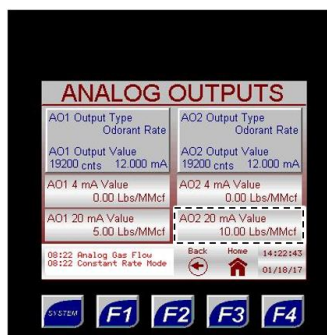 ANALOG OUTPUTS
AO1 Output Type
Odorant Rate
AO1 Output Value
19200 cnts 12.000 mA
AO2 Output Type
Odorant Rate
AO2 Output Value
19200 cnts 12.000 mA
AO1 4 mA Value
0.00 Lbs/MMcf
AO2 4 mA Value
0.00 Lbs/MMcf
AO1 20 mA Value
5.00 Lbs/MMcf
AO2 20 mA Value
10.00 Lbs/MMcf
08:22 Analog Gas Flow
08:22 Constant Rate Mode
Back Home
14:22:43
01/18/17
SYSTEM F1 F2 F3 F4